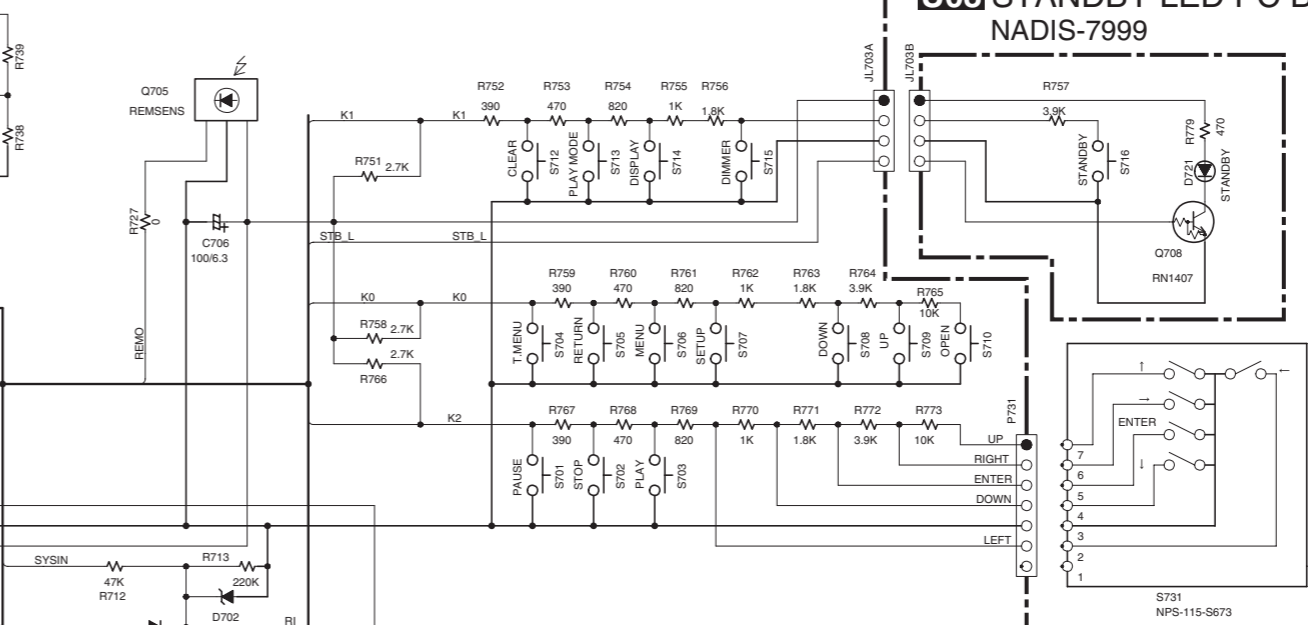 STANDBY LED PC B
NADIS-7999
R739
R738
Q705
REMSENS
R727
0
C706
100/6.3
REMO
K1
K1
R751
2.7K
R752
390
R753
470
R754
820
R755
1K
R756
1.8K
CLEAR
S712
PLAY MODE
S713
DISPLAY
S714
DIMMER
S715
JL703A
JL703B
R757
3.9K
STANDBY
S716
R779
470
D721
STANDBY
Q708
RN1407
STB_L
STB_L
K0
K0
R758
2.7K
2.7K
R766
R759
390
R760
470
R761
820
R762
1K
R763
1.8K
R764
3.9K
R765
10K
T.MENU
S704
RETURN
S705
MENU
S706
SETUP
S707
DOWN
S708
UP
S709
OPEN
S710
K2
R767
390
R768
470
R769
820
R770
1K
R771
1.8K
R772
3.9K
R773
10K
PAUSE
S701
STOP
S702
PLAY
S703
P731
UP
RIGHT
ENTER
DOWN
LEFT
↑
←
→
ENTER
↓
7
6
5
4
3
2
1
S731
NPS-115-S673
SYSIN
47K
R712
R713
220K
D702
RI